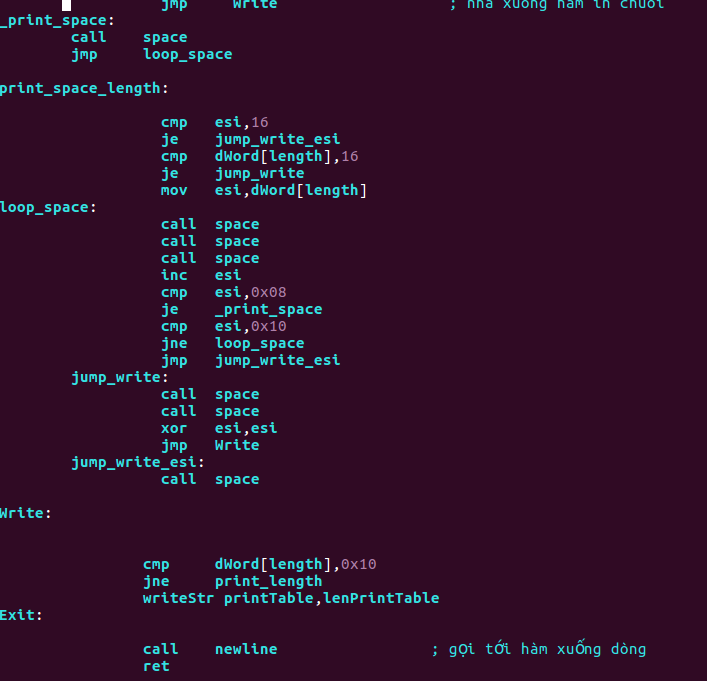 jmp Write ; nhả xuống hàm in chuỗi
_print_space:
call space
jmp loop_space
print_space_length:
cmp esi,16
je jump_write_esi
cmp dWord[length],16
je jump_write
mov esi,dWord[length]
loop_space:
call space
call space
call space
inc esi
cmp esi,0x08
je _print_space
cmp esi,0x10
jne loop_space
jmp jump_write_esi
jump_write:
call space
call space
xor esi,esi
jmp Write
jump_write_esi:
call space
Write:
cmp dWord[length],0x10
jne print_length
writeStr printTable,lenPrintTable
Exit:
call newline ; gọi tới hàm xuống dòng
ret